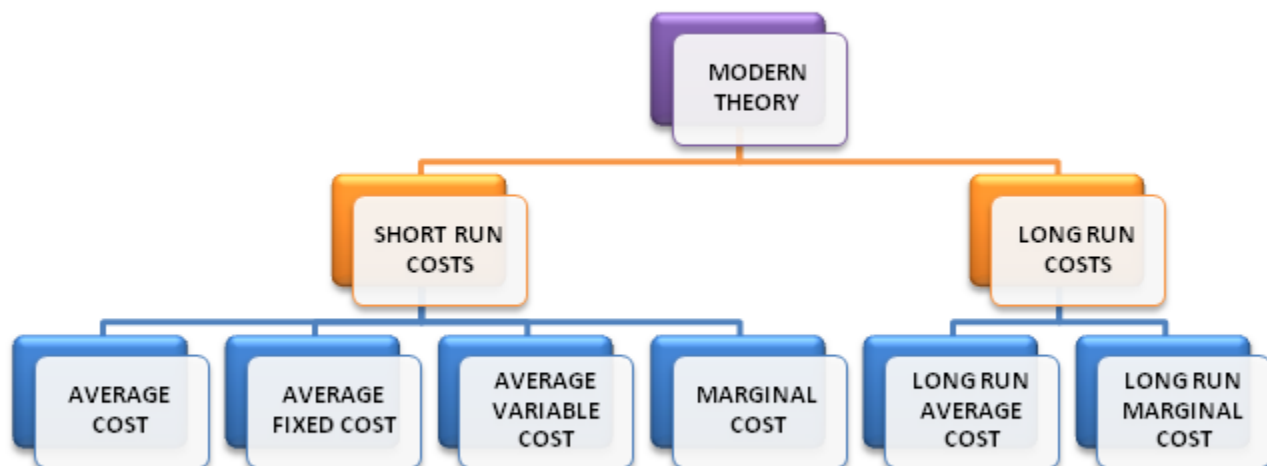 MODERN
THEORY
SHORT RUN
COSTS
LONG RUN
COSTS
AVERAGE
COST
AVERAGE
FIXED COST
AVERAGE
VARIABLE
COST
MARGINAL
COST
LONG RUN
AVERAGE
COST
LONG RUN
MARGINAL
COST